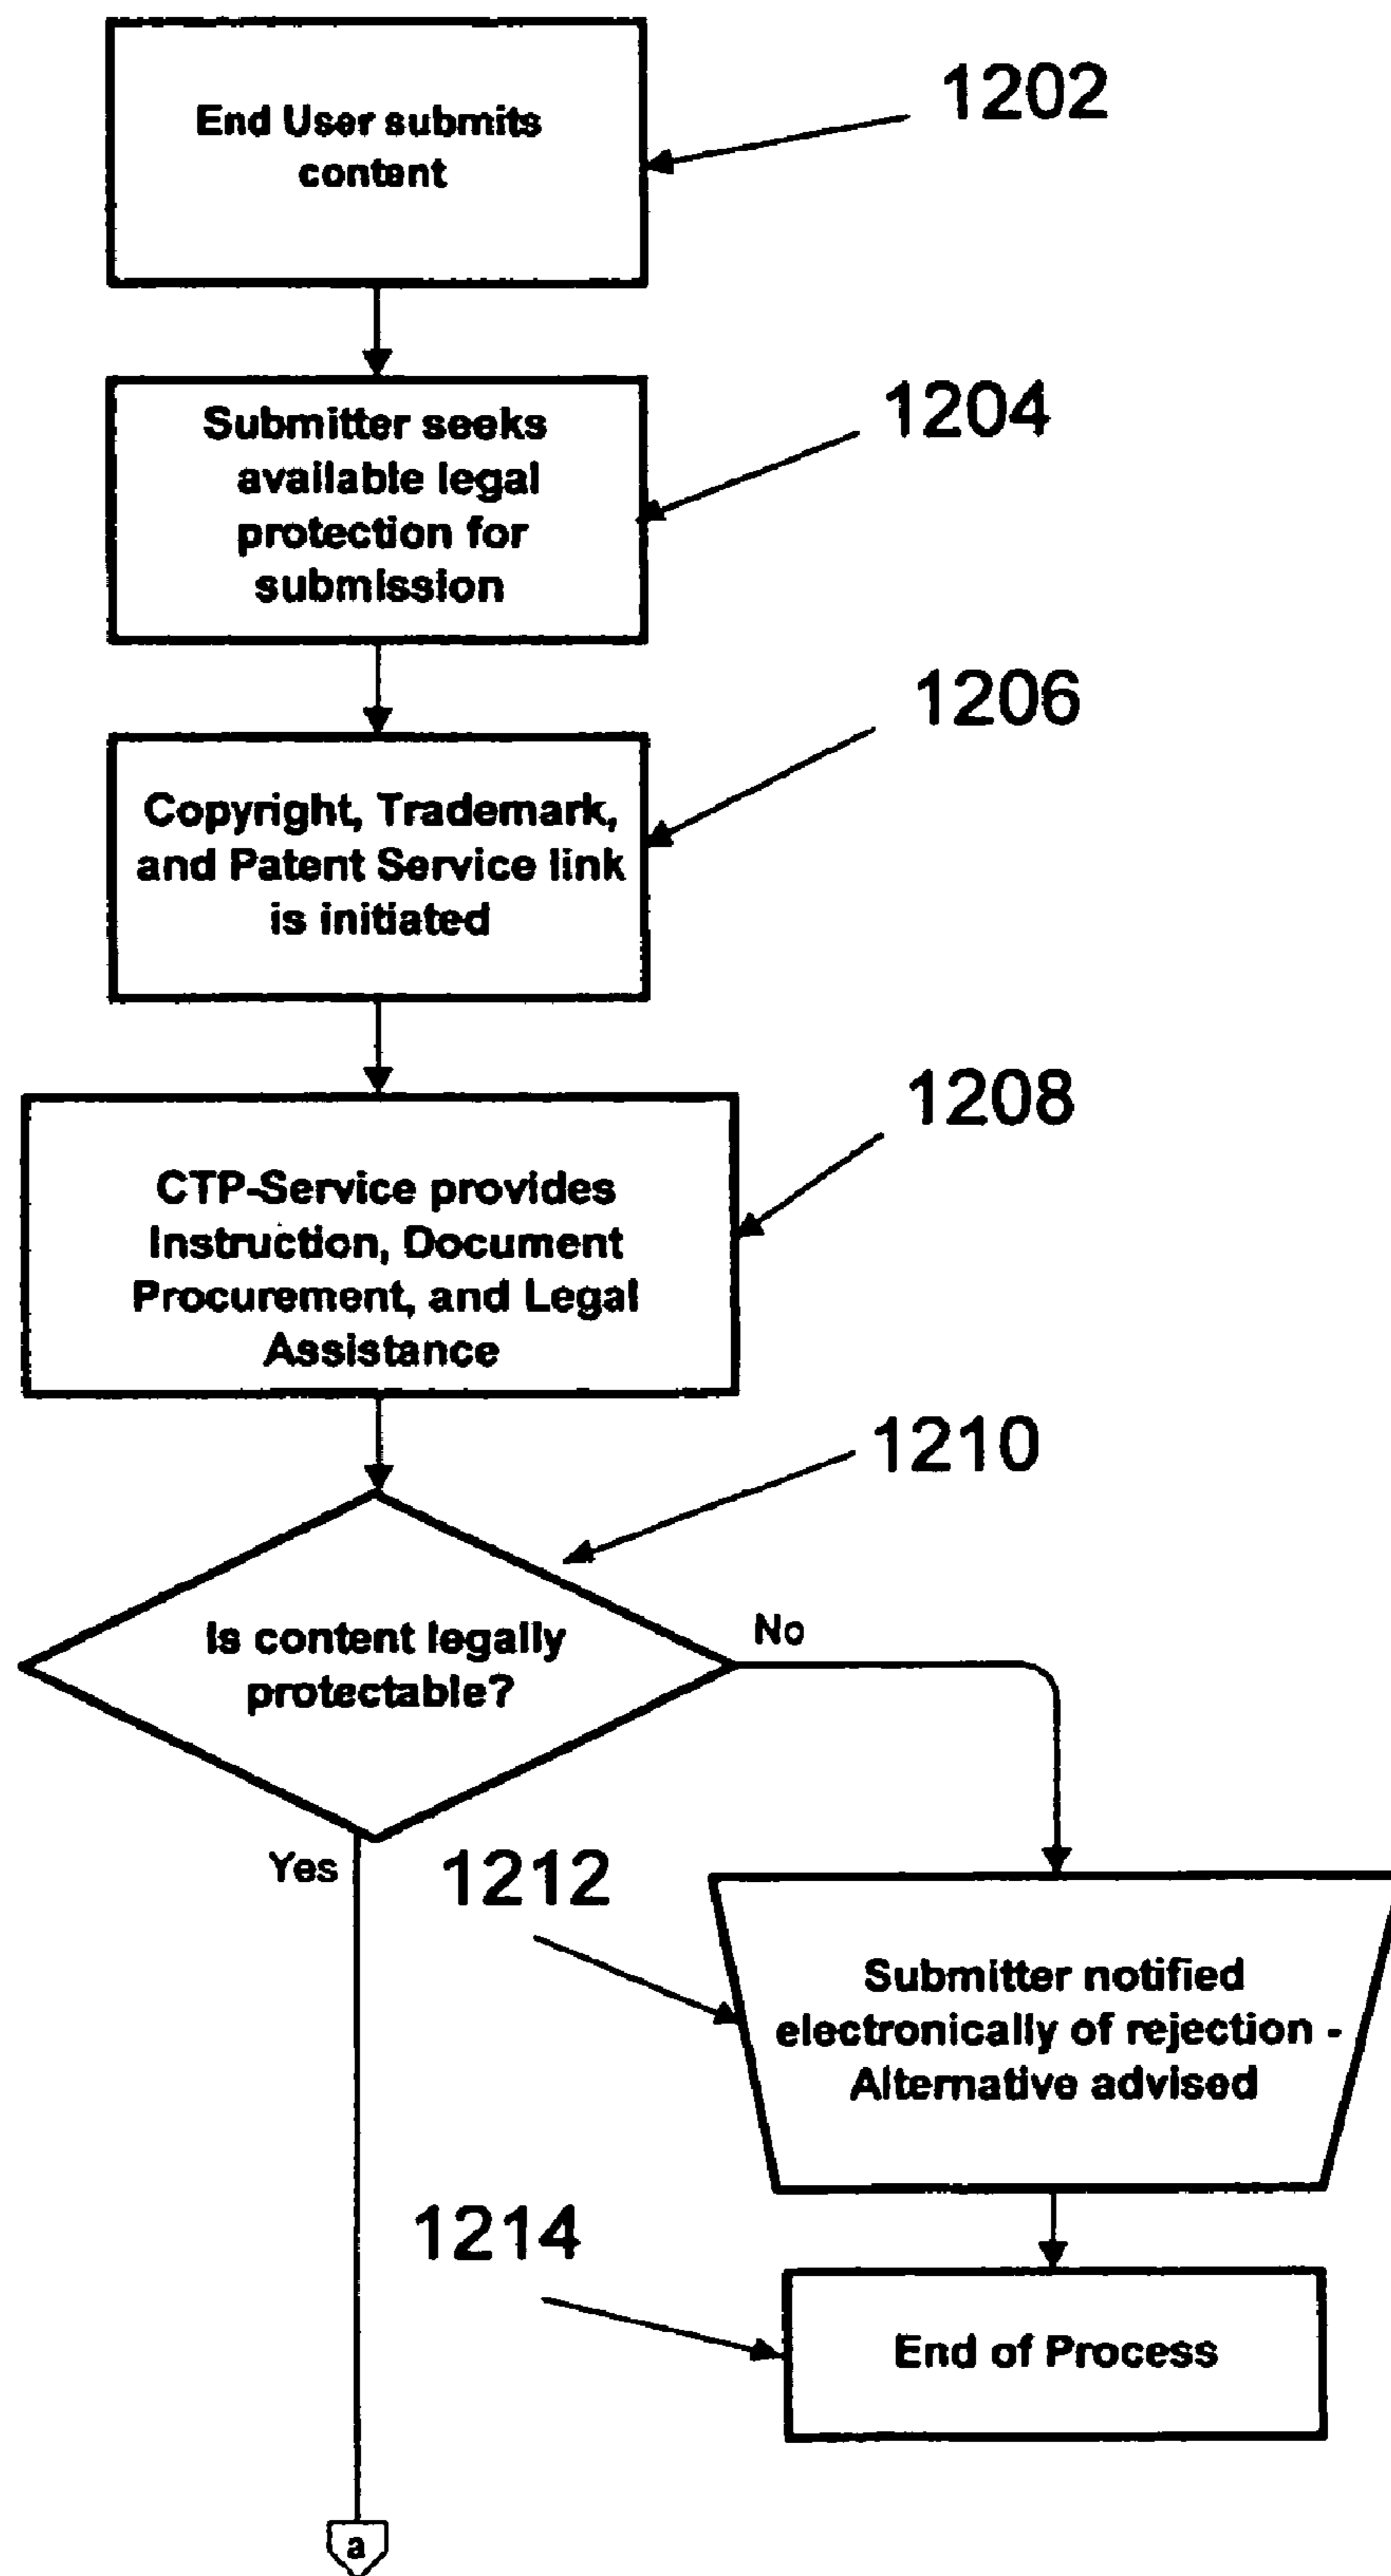 End User submits
content
1202
Submitter seeks
available legal
protection for
submission
1204
Copyright, Trademark,
and Patent Service link
is initiated
1206
CTP-Service provides
Instruction, Document
Procurement, and Legal
Assistance
1208
Is content legally
protectable?
1210
No
Yes
1212
Submitter notified
electronically of rejection -
Alternative advised
1214
End of Process
a